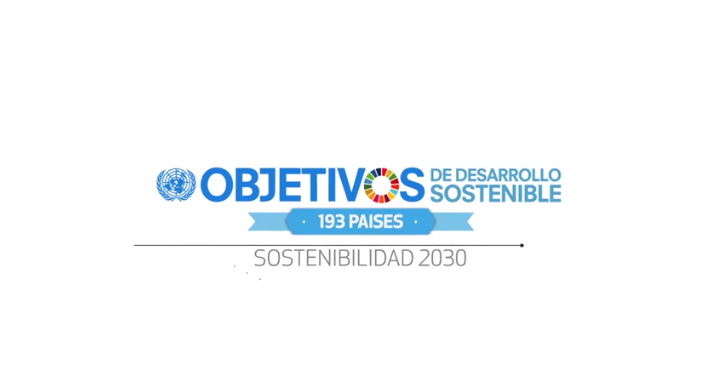 OBJETIVOS DE DESARROLLO
SOSTENIBLE
193 PAISES
SOSTENIBILIDAD 2030